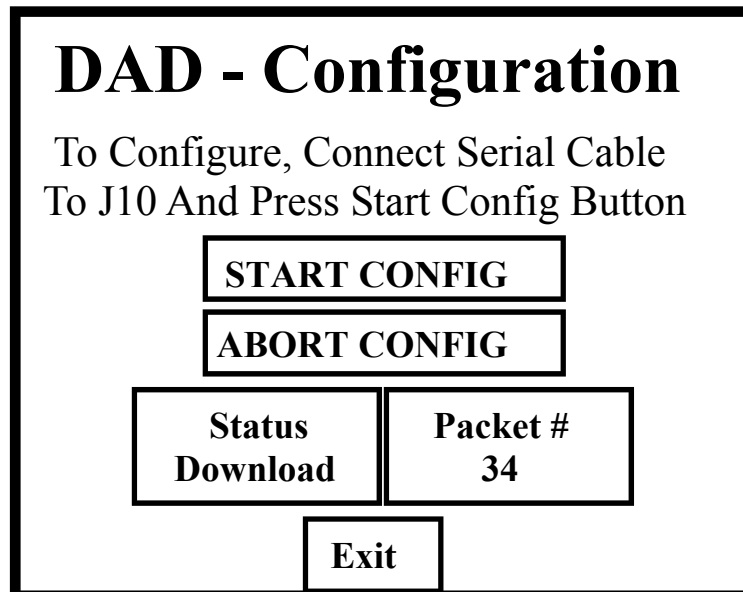 DAD - Configuration
To Configure, Connect Serial Cable
To J10 And Press Start Config Button
START CONFIG
ABORT CONFIG
Status
Download
Packet #
34
Exit